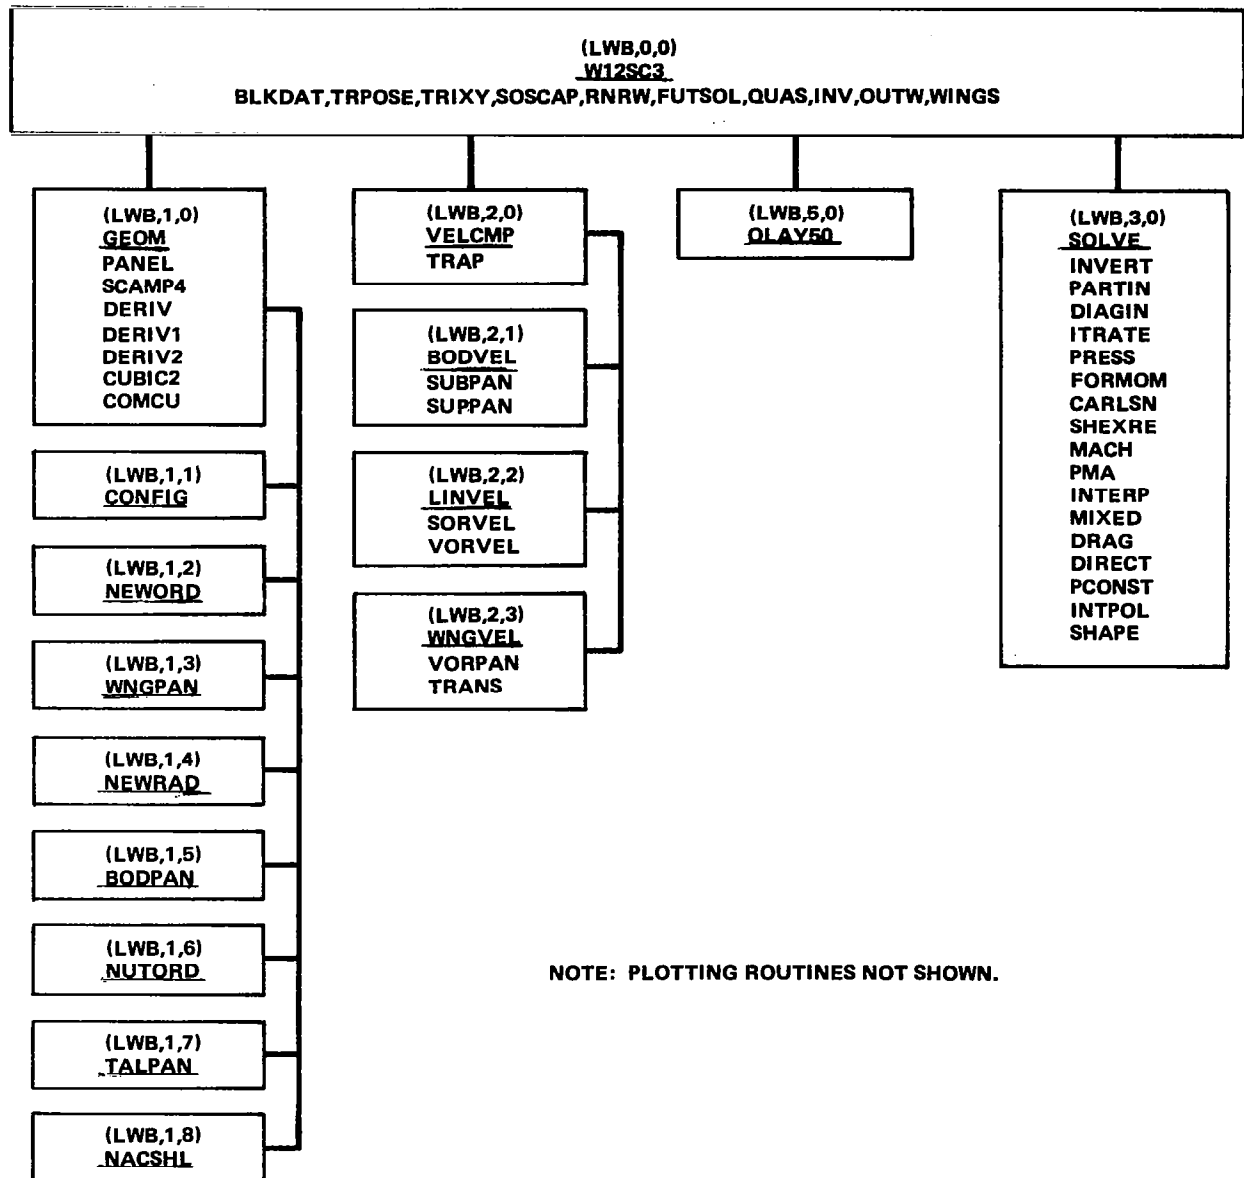 (LWB,0,0)
W12SC3
BLKDAT,TRPOSE,TRIXY,SOSCAP,RNRW,FUTSOL,QUAS,INV,OUTW,WINGS
(LWB,1,0)
GEOM
PANEL
SCAMP4
DERIV
DERIV1
DERIV2
CUBIC2
COMCU
(LWB,1,1)
CONFIG
(LWB,1,2)
NEWORD
(LWB,1,3)
WNGPAN
(LWB,1,4)
NEWRAD
(LWB,1,5)
BODPAN
(LWB,1,6)
NUTORD
(LWB,1,7)
TALPAN
(LWB,1,8)
NACSHL
(LWB,2,0)
VELCMP
TRAP
(LWB,2,1)
BODVEL
SUBPAN
SUPPAN
(LWB,2,2)
LINVEL
SORVEL
VORVEL
(LWB,2,3)
WNGVEL
VORPAN
TRANS
(LWB,5,0)
OLAY50
(LWB,3,0)
SOLVE
INVERT
PARTIN
DIAGIN
ITRATE
PRESS
FORMOM
CARLSN
SHEXRE
MACH
PMA
INTERP
MIXED
DRAG
DIRECT
PCONST
INTPOL
SHAPE
NOTE: PLOTTING ROUTINES NOT SHOWN.